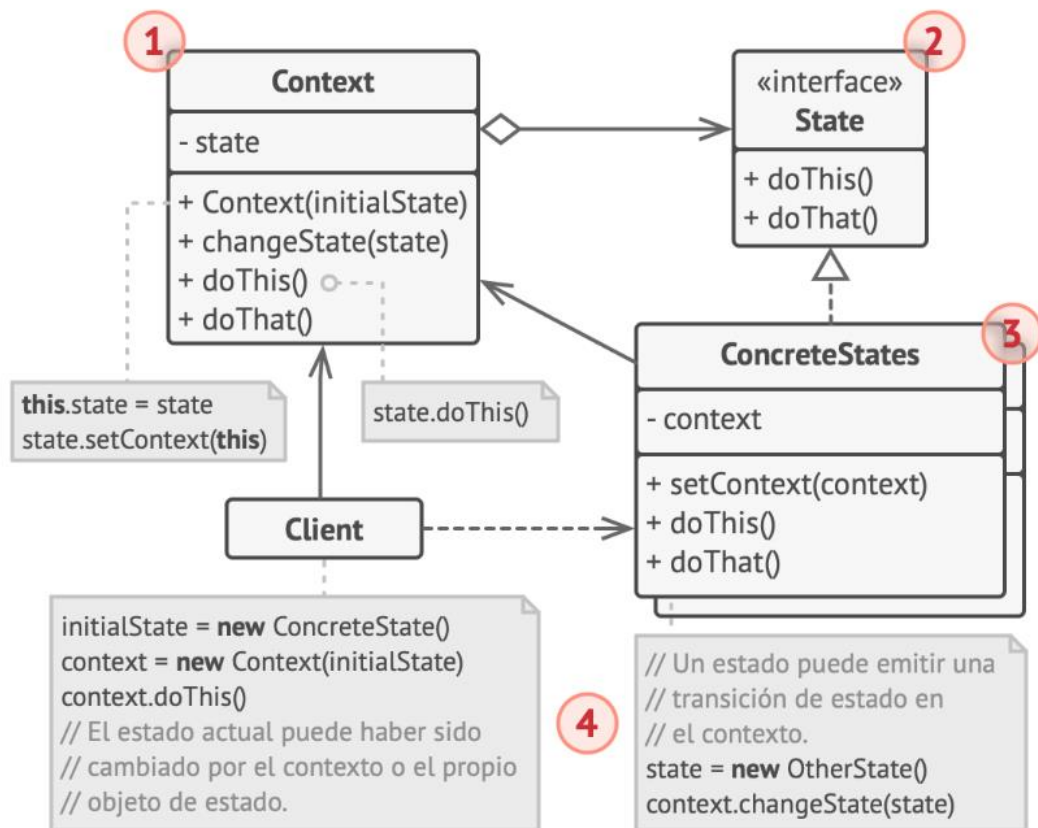 1
Context
- state
+ Context(initialState)
+ changeState(state)
+ doThis()
+ doThat()
2
«interface»
State
+ doThis()
+ doThat()
this.state = state
state.setContext(this)
state.doThis()
3
ConcreteStates
- context
+ setContext(context)
+ doThis()
+ doThat()
Client
initialState = new ConcreteState()
context = new Context(initialState)
context.doThis()
// El estado actual puede haber sido
// cambiado por el contexto o el propio
// objeto de estado.
4
// Un estado puede emitir una
// transición de estado en
// el contexto.
state = new OtherState()
context.changeState(state)